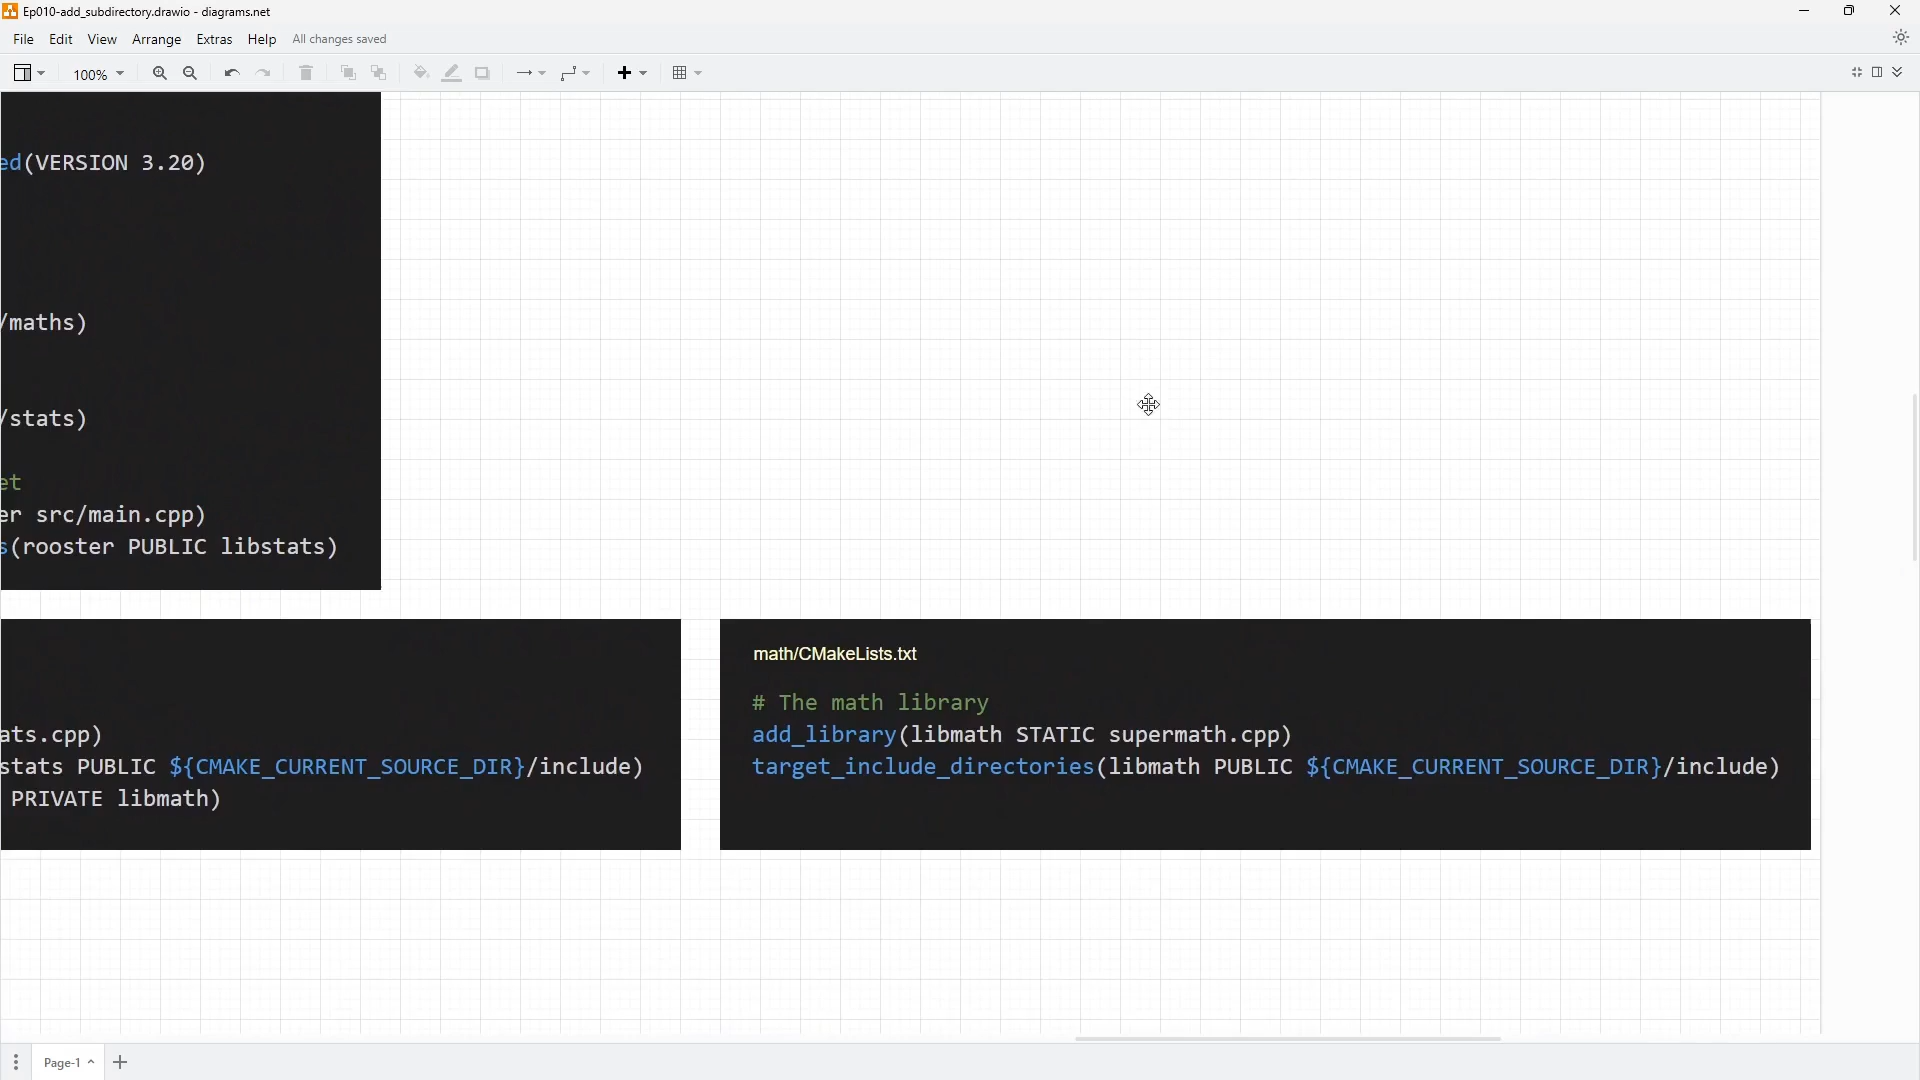 Ep010-add_subdirectory.drawio - diagrams.net
File Edit View Arrange Extras Help All changes saved
100%
ed(VERSION 3.20)
/maths)
/stats)
et
er src/main.cpp)
s(rooster PUBLIC libstats)
ats.cpp)
stats PUBLIC ${CMAKE_CURRENT_SOURCE_DIR}/include)
PRIVATE libmath)
math/CMakeLists.txt
# The math library
add_library(libmath STATIC supermath.cpp)
target_include_directories(libmath PUBLIC ${CMAKE_CURRENT_SOURCE_DIR}/include)
Page-1